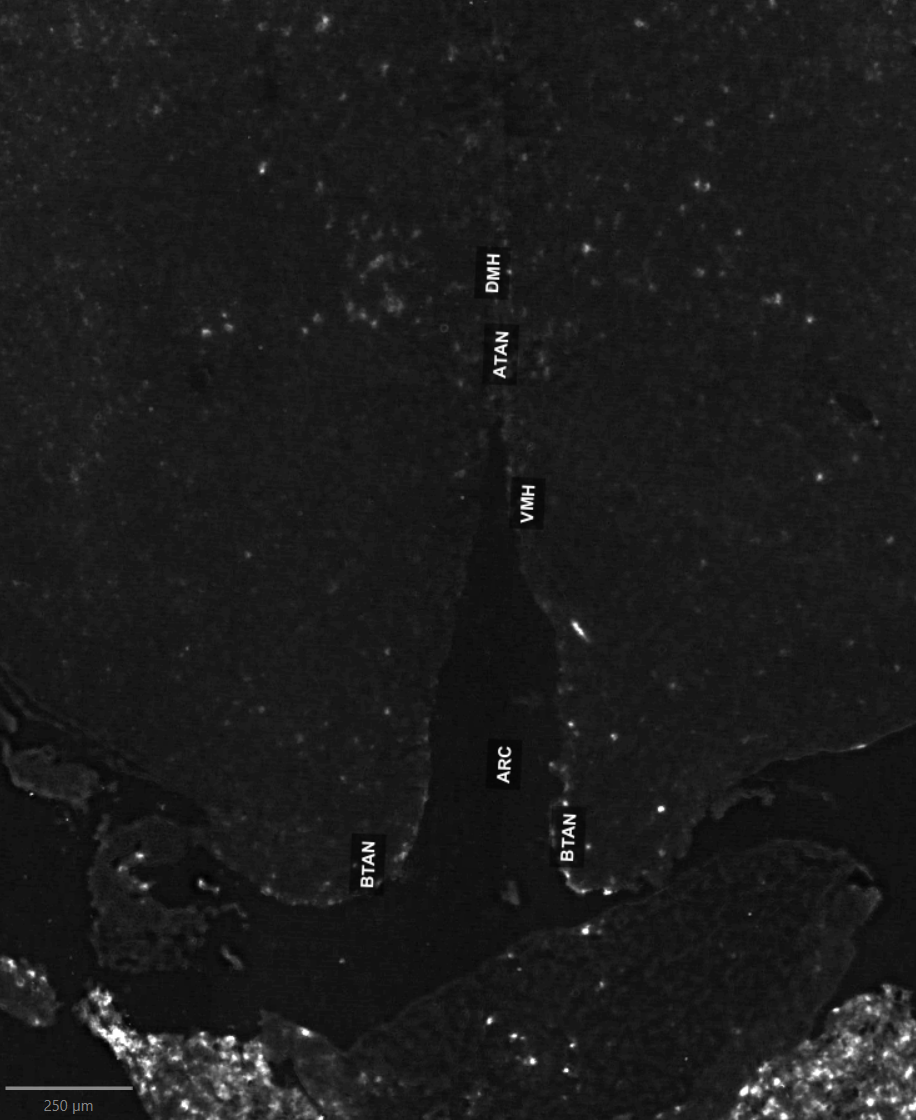 DMH
ATAN
VMH
ARC
BTAN
BTAN
250 µm